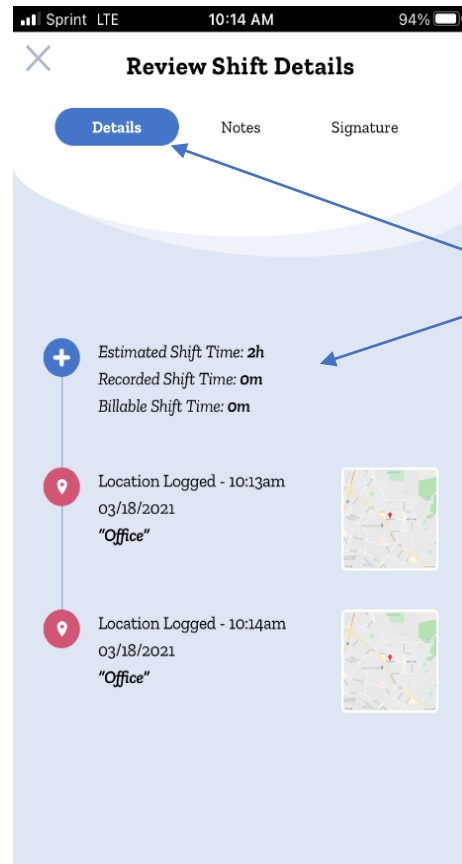 Sprint LTE 10:14 AM 94%
Review Shift Details
Details Notes Signature
Estimated Shift Time: 2h
Recorded Shift Time: 0m
Billable Shift Time: 0m
Location Logged - 10:13am
03/18/2021
"Office"
Location Logged - 10:14am
03/18/2021
"Office"